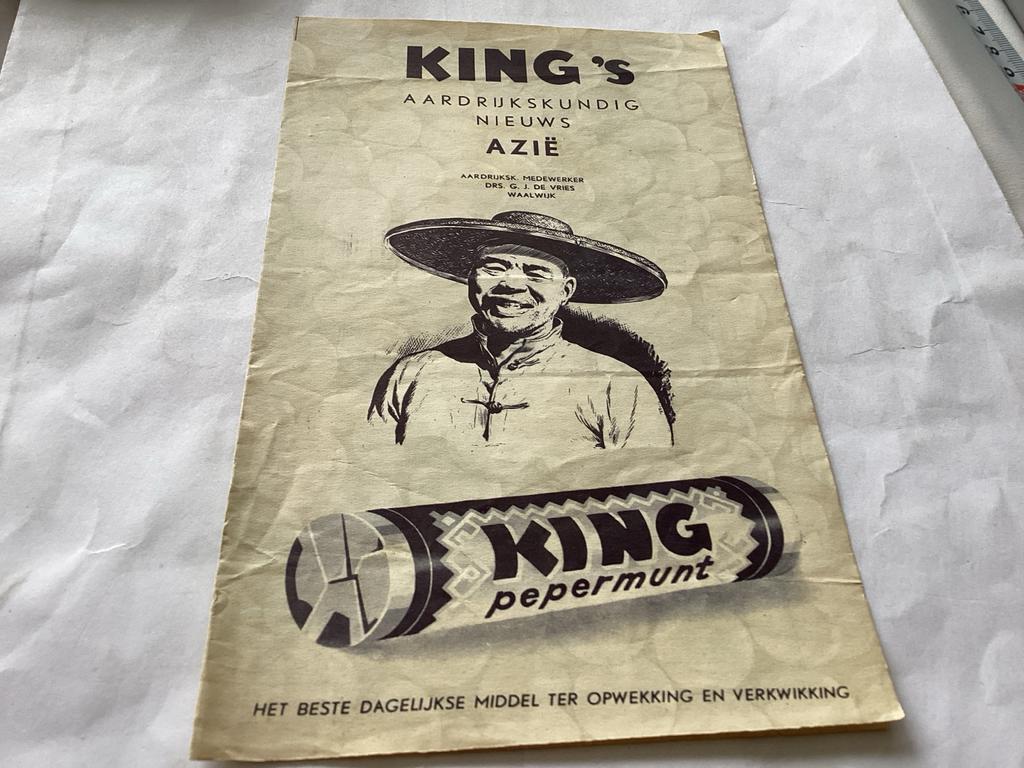 KING'S
AARDRIJKSKUNDIG
NIEUWS
AZIË
AARDRIJKSK. MEDEWERKER
DRS. G. J. DE VRIES
WAALWIJK
KING
pepermunt
HET BESTE DAGELIJKSE MIDDEL TER OPWEKKING EN VERKWIKKING